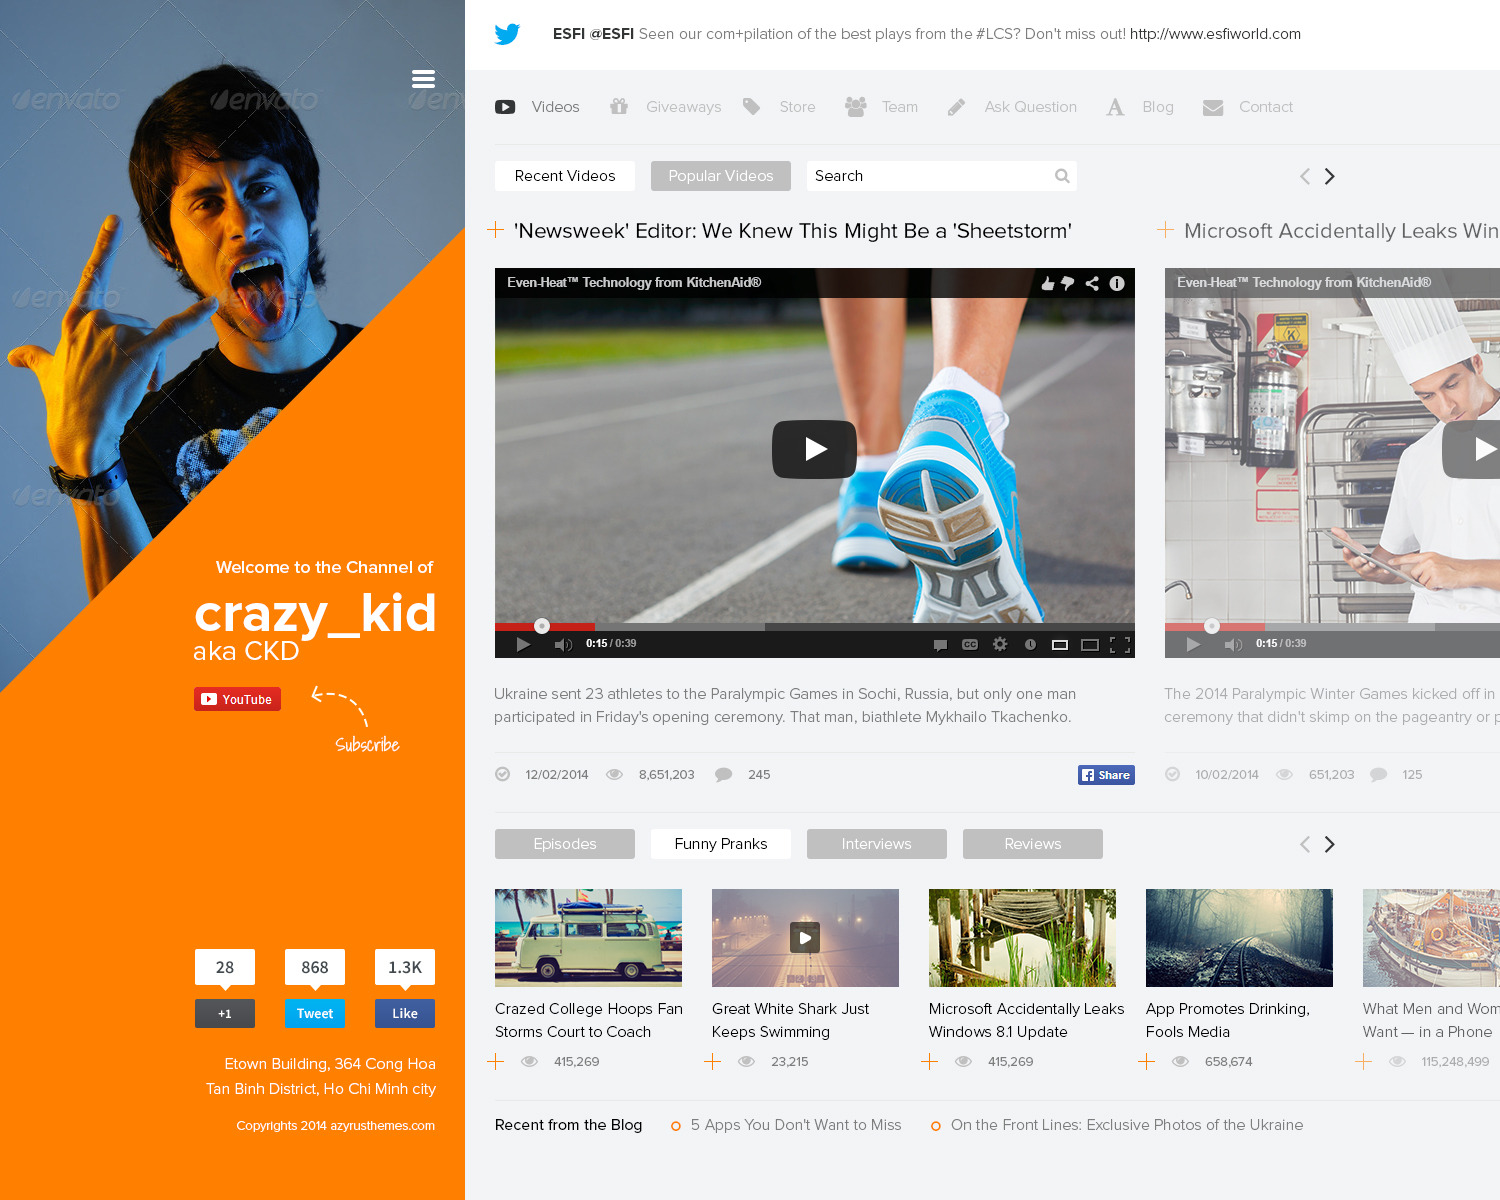 envato
envato
envato
envato
envato
envato
Welcome to the Channel of
crazy_kid
aka CKD
YouTube
Subscribe
28 868 1.3K
+1 Tweet Like
Etown Building, 364 Cong Hoa
Tan Binh District, Ho Chi Minh city
Copyrights 2014 azyrusthemes.com
ESFI @ESFI Seen our com+pilation of the best plays from the #LCS? Don't miss out! http://www.esfiworld.com
Videos Giveaways Store Team Ask Question Blog Contact
Recent Videos Popular Videos Search
'Newsweek' Editor: We Knew This Might Be a 'Sheetstorm'
Even-Heat™ Technology from KitchenAid®
0:15 / 0:39
CC
Ukraine sent 23 athletes to the Paralympic Games in Sochi, Russia, but only one man
participated in Friday's opening ceremony. That man, biathlete Mykhailo Tkachenko.
12/02/2014 8,651,203 245 Share
Microsoft Accidentally Leaks Win
Even-Heat™ Technology from KitchenAid®
0:15 / 0:39
The 2014 Paralympic Winter Games kicked off in
ceremony that didn't skimp on the pageantry or p
10/02/2014 651,203 125
Episodes Funny Pranks Interviews Reviews
Crazed College Hoops Fan
Storms Court to Coach
415,269
Great White Shark Just
Keeps Swimming
23,215
Microsoft Accidentally Leaks
Windows 8.1 Update
415,269
App Promotes Drinking,
Fools Media
658,674
What Men and Wom
Want — in a Phone
115,248,499
Recent from the Blog 5 Apps You Don't Want to Miss On the Front Lines: Exclusive Photos of the Ukraine